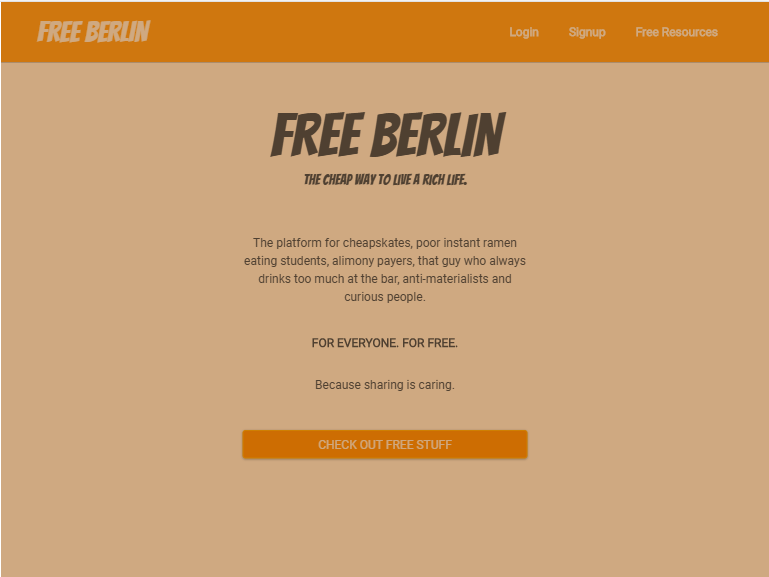 FREE BERLIN
Login Signup Free Resources
FREE BERLIN
THE CHEAP WAY TO LIVE A RICH LIFE.
The platform for cheapskates, poor instant ramen
eating students, alimony payers, that guy who always
drinks too much at the bar, anti-materialists and
curious people.
FOR EVERYONE. FOR FREE.
Because sharing is caring.
CHECK OUT FREE STUFF